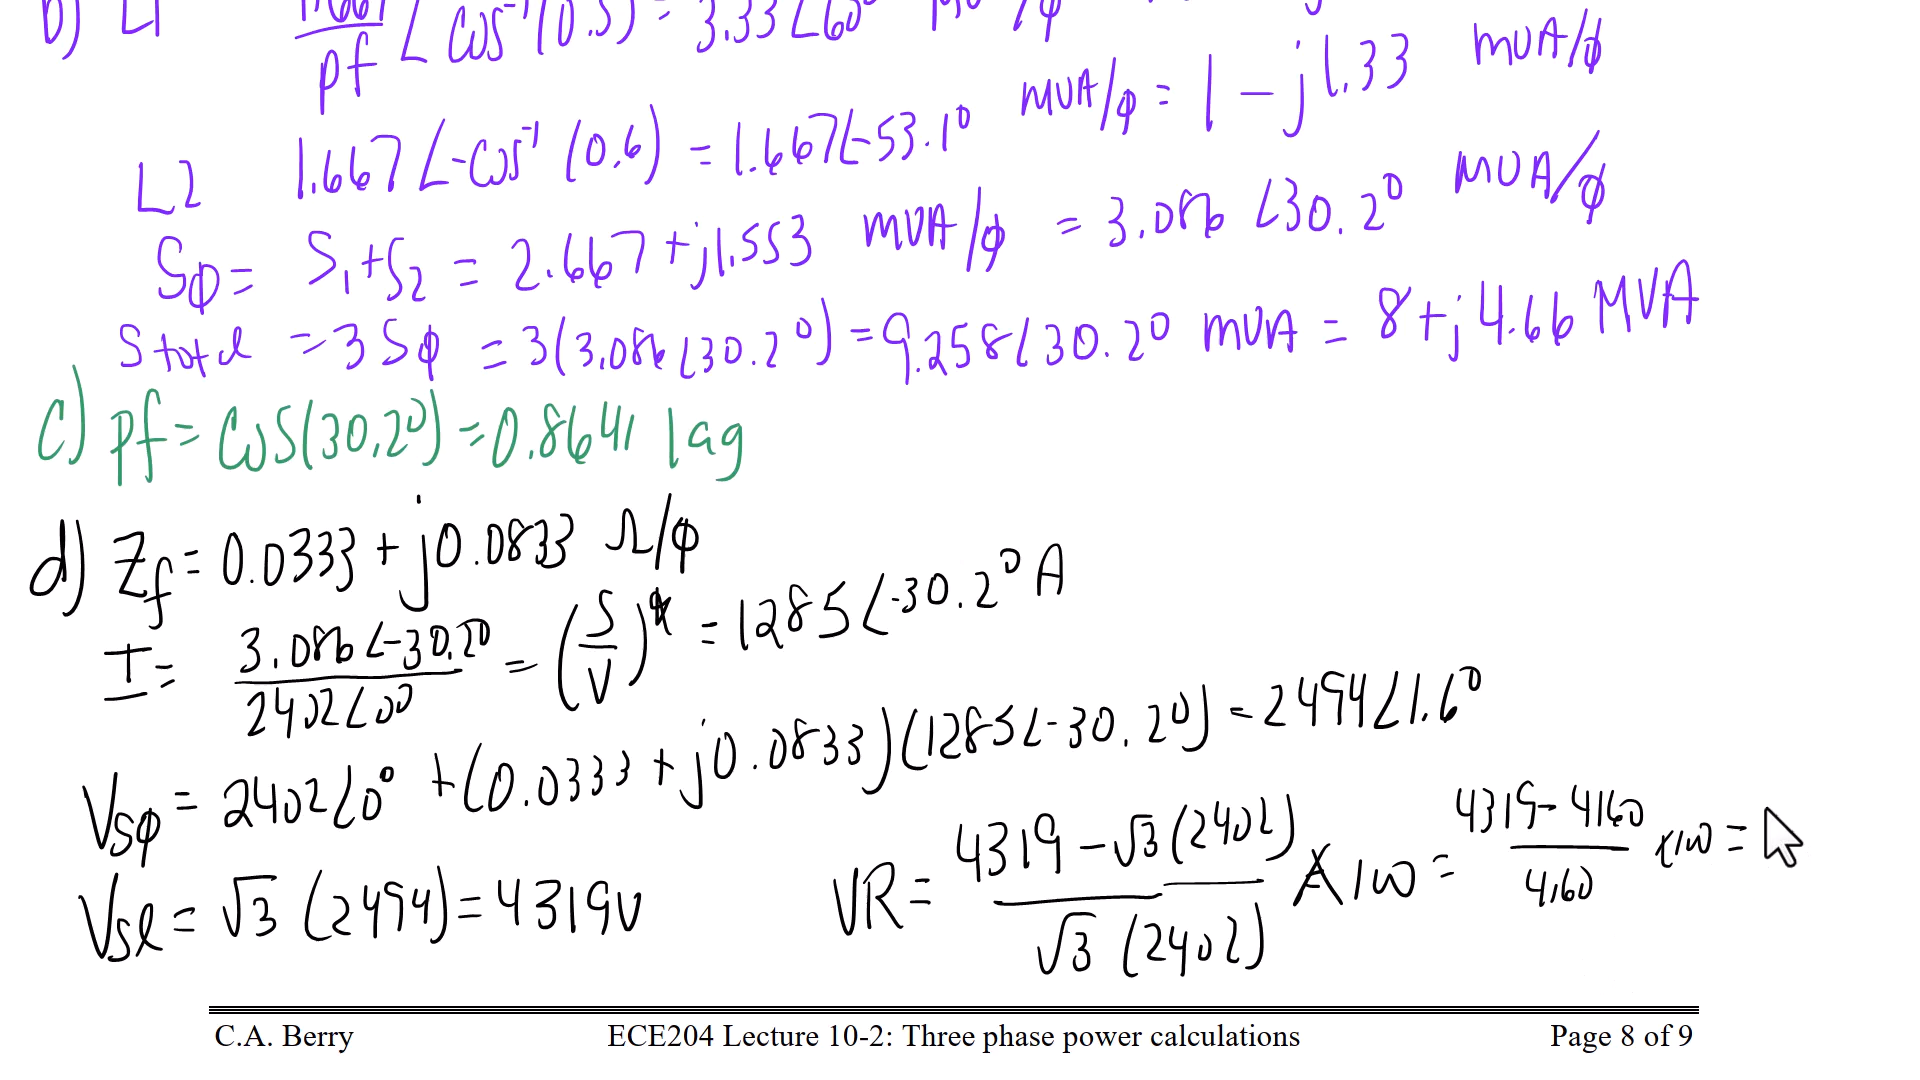 b) L1 1.667/pf ∠cos⁻¹(0.5) = 3.33∠60°
L2 1.667∠-cos⁻¹(0.6) = 1.667∠-53.1° MVA/φ = 1 - j1.33 MVA/φ
Sφ = S₁+S₂ = 2.667 + j1.553 MVA/φ = 3.086∠30.2° MVA/φ
Stotal = 3Sφ = 3(3.086∠30.2°) = 9.258∠30.2° MVA = 8 + j4.66 MVA
c) pf = cos(30.2°) = 0.8641 lag
d) Zf = 0.0333 + j0.0833 Ω/φ
I = 3.086∠-30.2° / 2402∠0° = (S/V)* = 1285∠-30.2° A
Vsφ = 2402∠0° + (0.0333 + j0.0833)(1285∠-30.2°) = 2494∠1.6°
Vsl = √3 (2494) = 4319V VR = 4319 - √3(2402) / √3(2402) × 100 = 4319 - 4160 / 4160 × 100 =
C.A. Berry ECE204 Lecture 10-2: Three phase power calculations Page 8 of 9